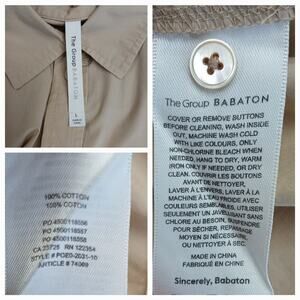 The Group BABATON
L
100% COTTON
100% COTON
PO 4500118556
PO 4500118557
PO 4500118558
CA 23725 RN 122354
STYLE # PGE0-2031-10
JUITICLE # 74069
The Group BABATON
COVER OR REMOVE BUTTONS
BEFORE CLEANING, WASH INSIDE
OUT, MACHINE WASH COLD
WITH LIKE COLOURS, ONLY
NON-CHLORINE BLEACH WHEN
NEEDED, HANG TO DRY, WARM
IRON ONLY IF NEEDED, OR DRY
CLEAN. COUVRIR LES BOUTONS
AVANT DE NETTOYER,
LAVER À L'ENVERS, LAVER À LA
MACHINE À L'EAU FROIDE AVEC
COULEURS SEMBLABLES, UTILISER
SEULEMENT UN JAVELLISANT SANS
CHLORE AU BESOIN, SUSPENDRE
POUR SÉCHER, REPASSAGE
MOYEN SI NÉCESSAIRE,
OU NETTOYER À SEC.
MADE IN CHINA
FABRIQUÉ EN CHINE
Sincerely, Babaton